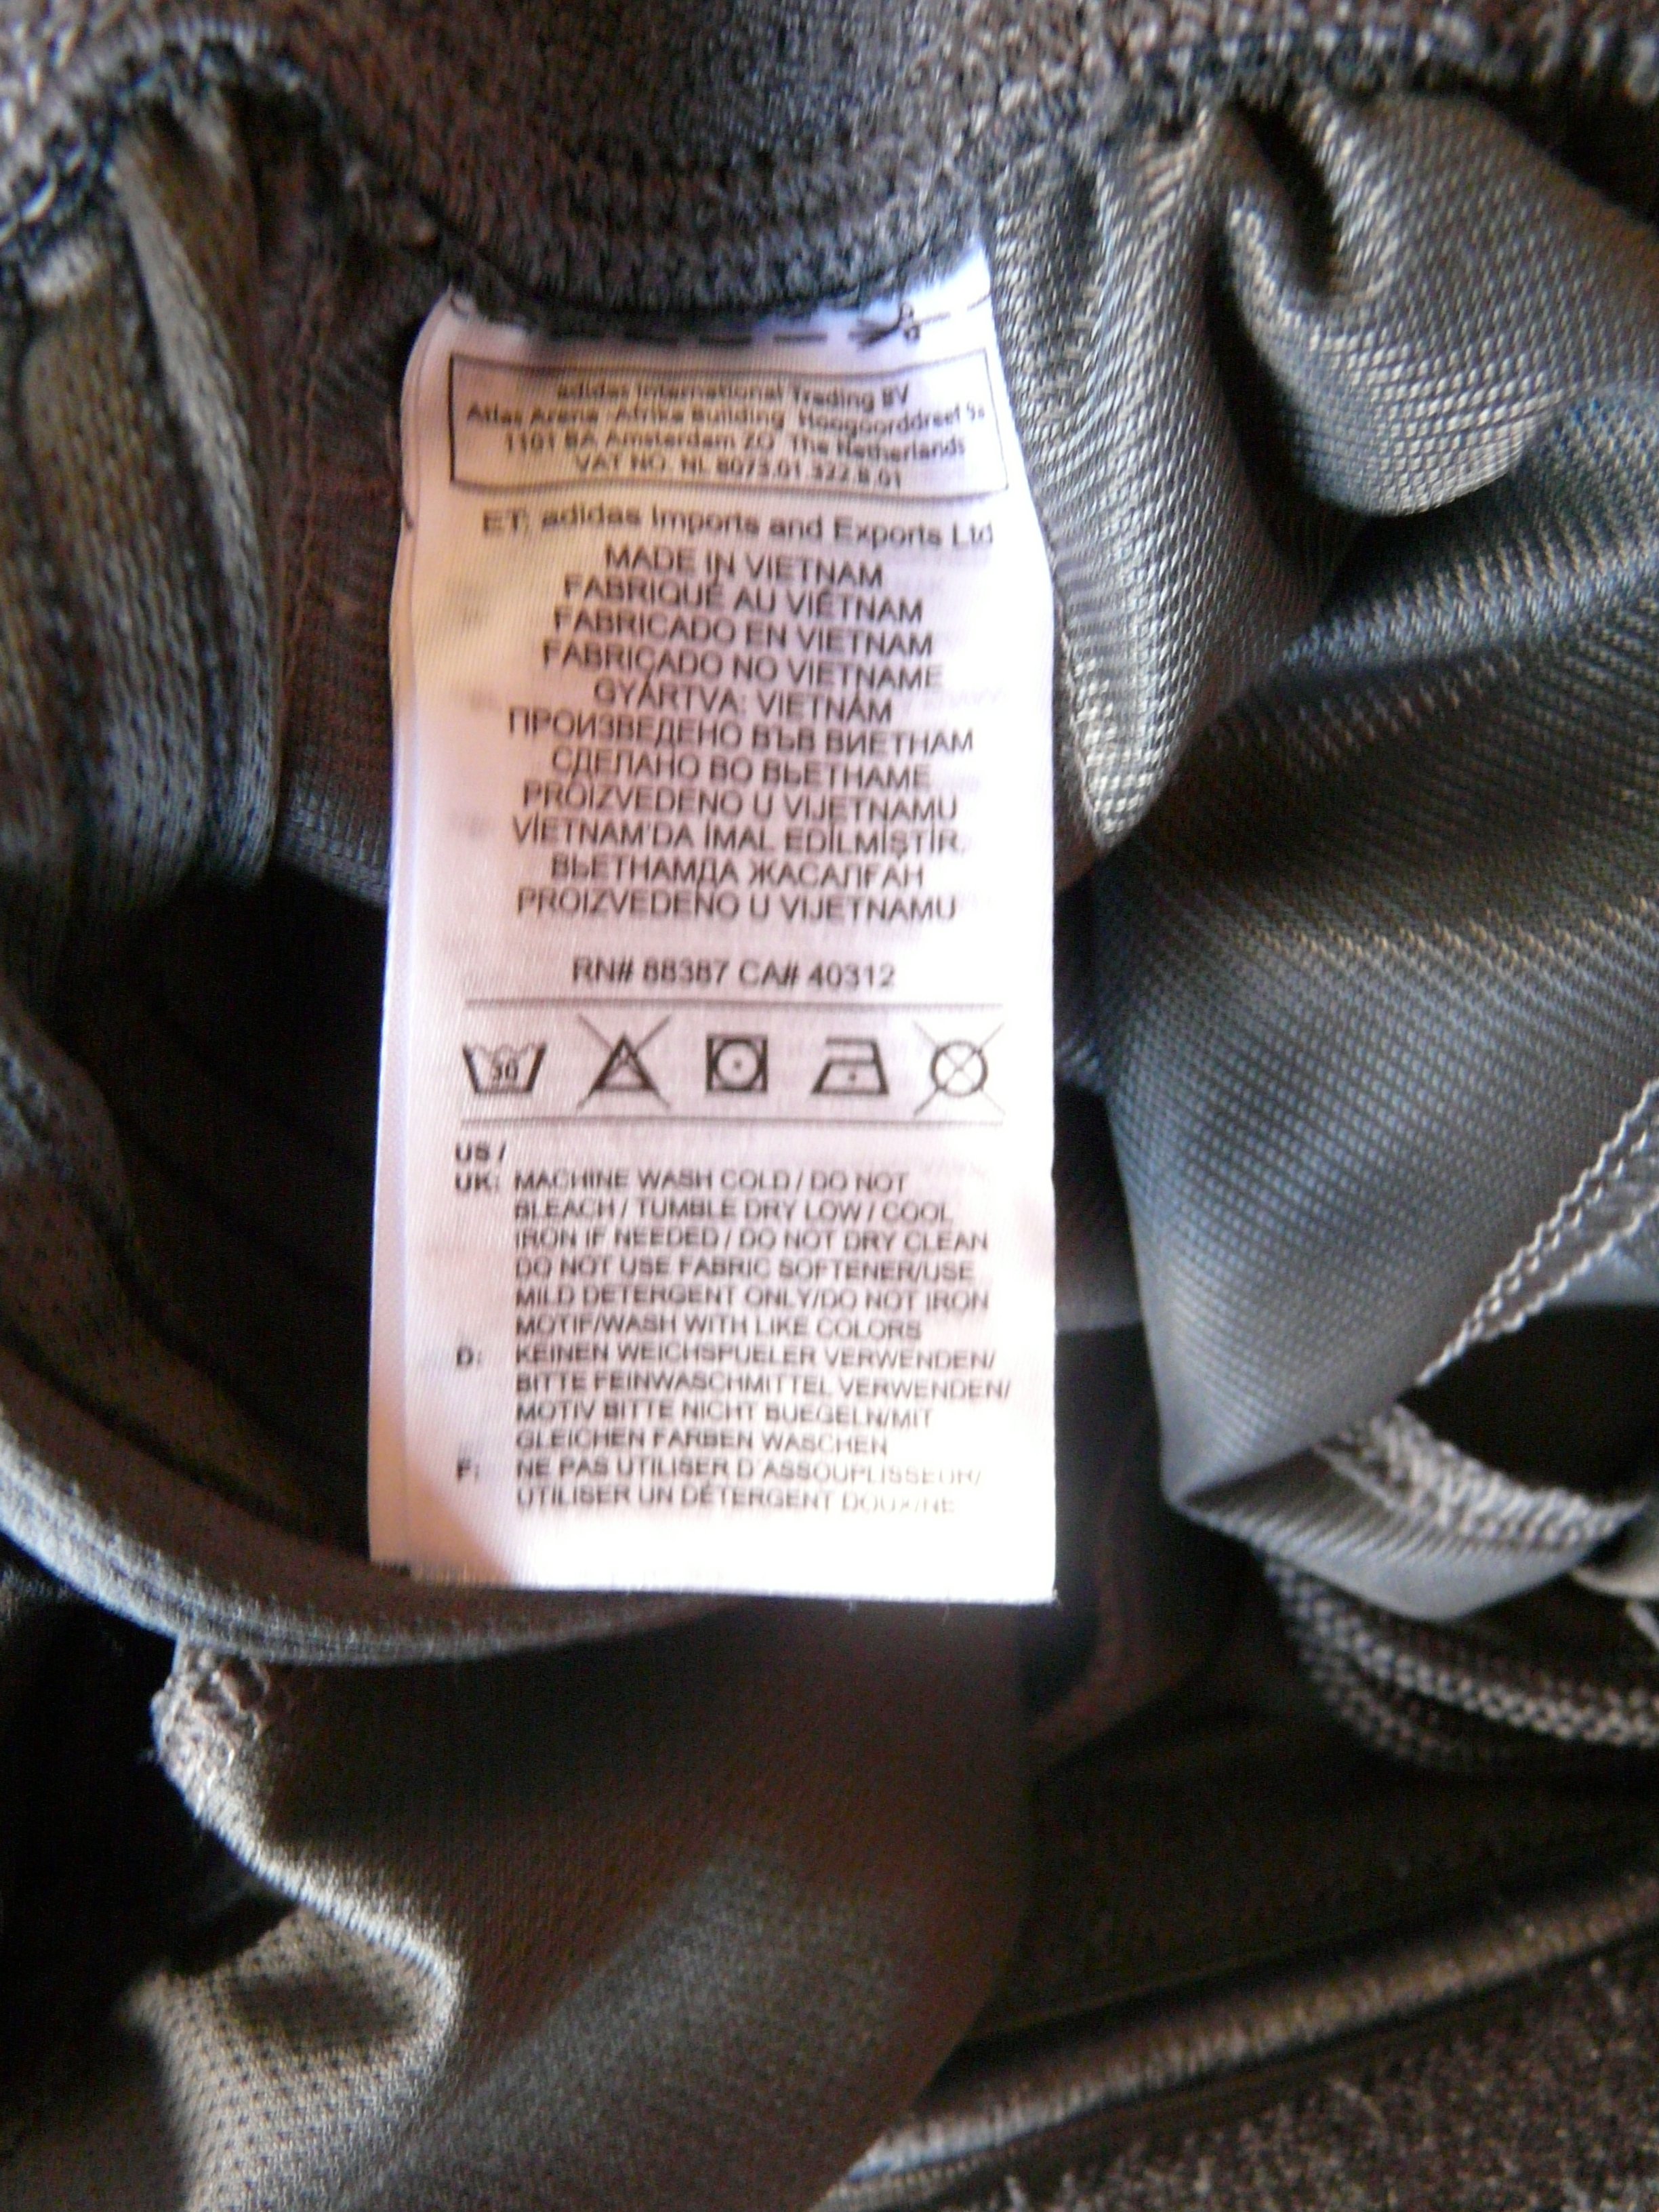 adidas International Trading BV
Atlas Arena -Afrika Building Hoogoorddreef 9a
1101 BA Amsterdam ZO The Netherlands
VAT NO. NL 8073.01.322.B.01
ET: adidas Imports and Exports Ltd
MADE IN VIETNAM
FABRIQUÉ AU VIÊTNAM
FABRICADO EN VIETNAM
FABRICADO NO VIETNAME
GYÁRTVA: VIETNÁM
ПРОИЗВЕДЕНО ВЪВ ВИЕТНАМ
СДЕЛАНО ВО ВЬЕТНАМЕ
PROIZVEDENO U VIJETNAMU
VİETNAM'DA İMAL EDİLMİŞTİR.
ВЬЕТНАМДА ЖАСАЛҒАН
PROIZVEDENO U VIJETNAMU
RN# 88387 CA# 40312
30
US /
UK: MACHINE WASH COLD / DO NOT
BLEACH / TUMBLE DRY LOW / COOL
IRON IF NEEDED / DO NOT DRY CLEAN
DO NOT USE FABRIC SOFTENER/USE
MILD DETERGENT ONLY/DO NOT IRON
MOTIF/WASH WITH LIKE COLORS
D: KEINEN WEICHSPUELER VERWENDEN/
BITTE FEINWASCHMITTEL VERWENDEN/
MOTIV BITTE NICHT BUEGELN/MIT
GLEICHEN FARBEN WASCHEN
F: NE PAS UTILISER D'ASSOUPLISSEUR/
UTILISER UN DÉTERGENT DOUX/NE